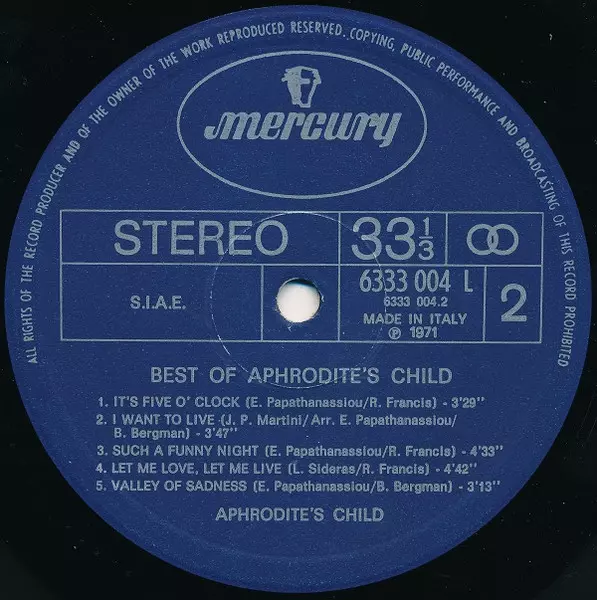 ALL RIGHTS OF THE RECORD PRODUCER AND OF THE OWNER OF THE WORK REPRODUCED RESERVED. COPYING, PUBLIC PERFORMANCE AND BROADCASTING OF THIS RECORD PROHIBITED
mercury
STEREO
33 1/3
S.I.A.E.
6333 004 L
6333 004.2
MADE IN ITALY
℗ 1971
2
BEST OF APHRODITE'S CHILD
1. IT'S FIVE O' CLOCK (E. Papathanassiou/R. Francis) - 3'29"
2. I WANT TO LIVE (J. P. Martini/Arr. E. Papathanassiou/
B. Bergman) - 3'47"
3. SUCH A FUNNY NIGHT (E. Papathanassiou/R. Francis) - 4'33"
4. LET ME LOVE, LET ME LIVE (L. Sideras/R. Francis) - 4'42"
5. VALLEY OF SADNESS (E. Papathanassiou/B. Bergman) - 3'13"
APHRODITE'S CHILD